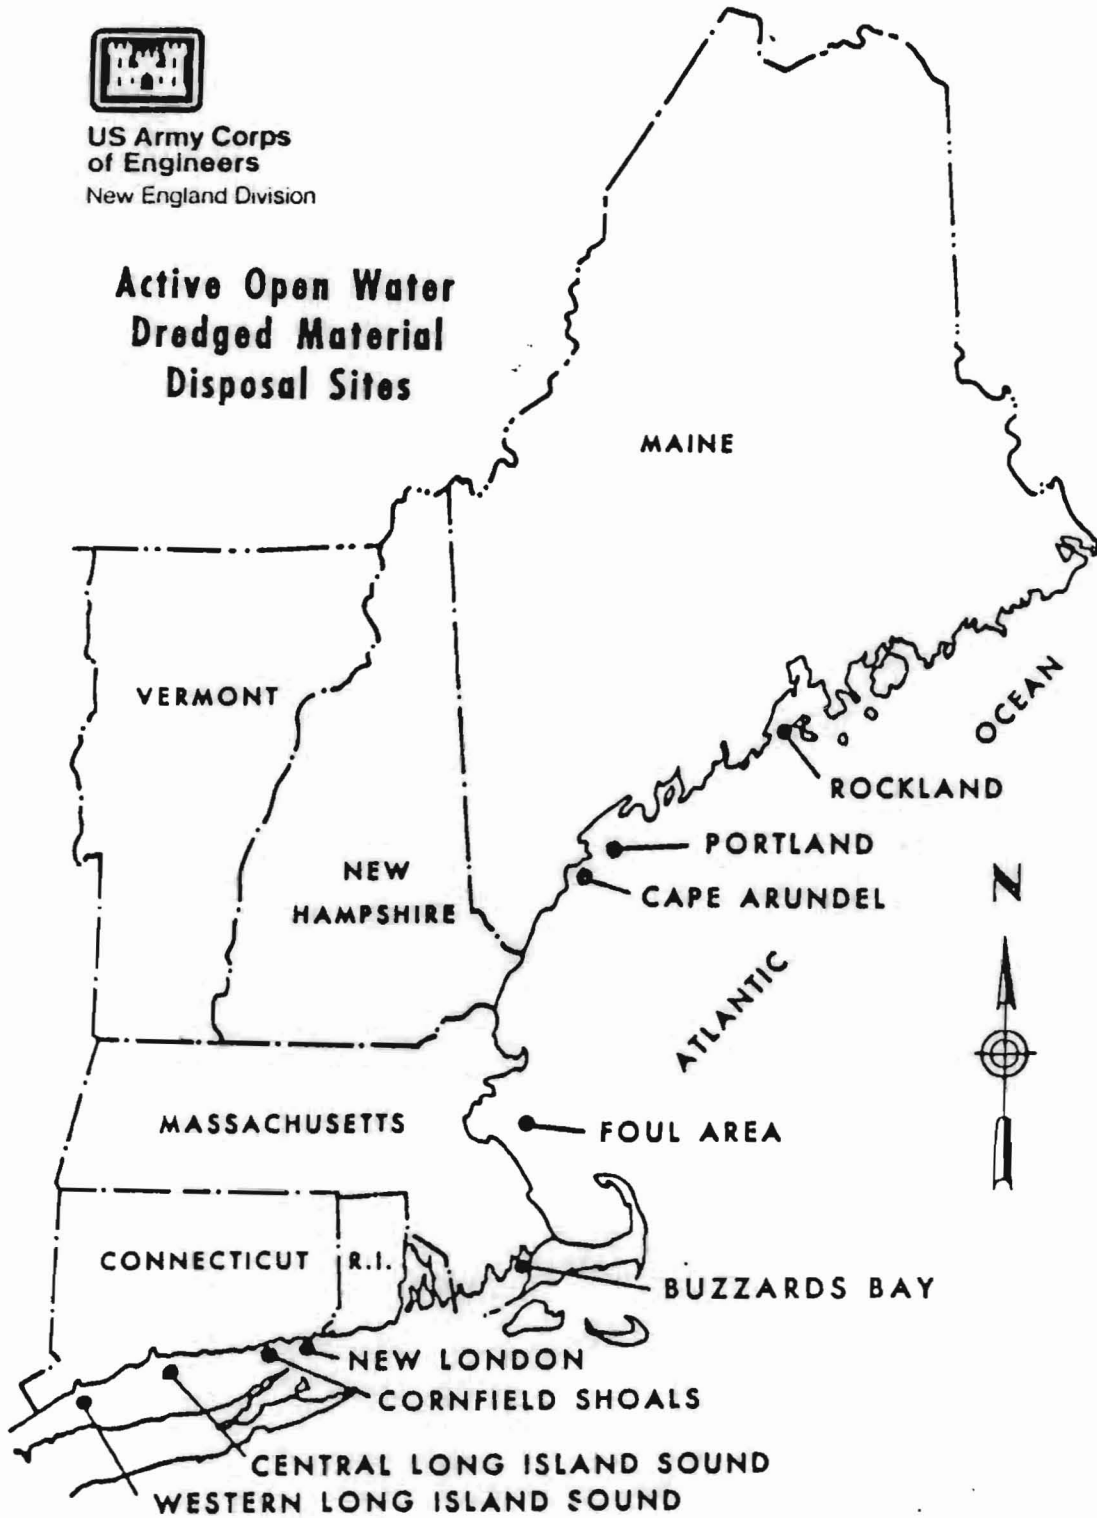 US Army Corps
of Engineers
New England Division
Active Open Water
Dredged Material
Disposal Sites
MAINE
VERMONT
OCEAN
ROCKLAND
PORTLAND
NEW
HAMPSHIRE
CAPE ARUNDEL
N
ATLANTIC
MASSACHUSETTS
FOUL AREA
CONNECTICUT
R.I.
BUZZARDS BAY
NEW LONDON
CORNFIELD SHOALS
CENTRAL LONG ISLAND SOUND
WESTERN LONG ISLAND SOUND